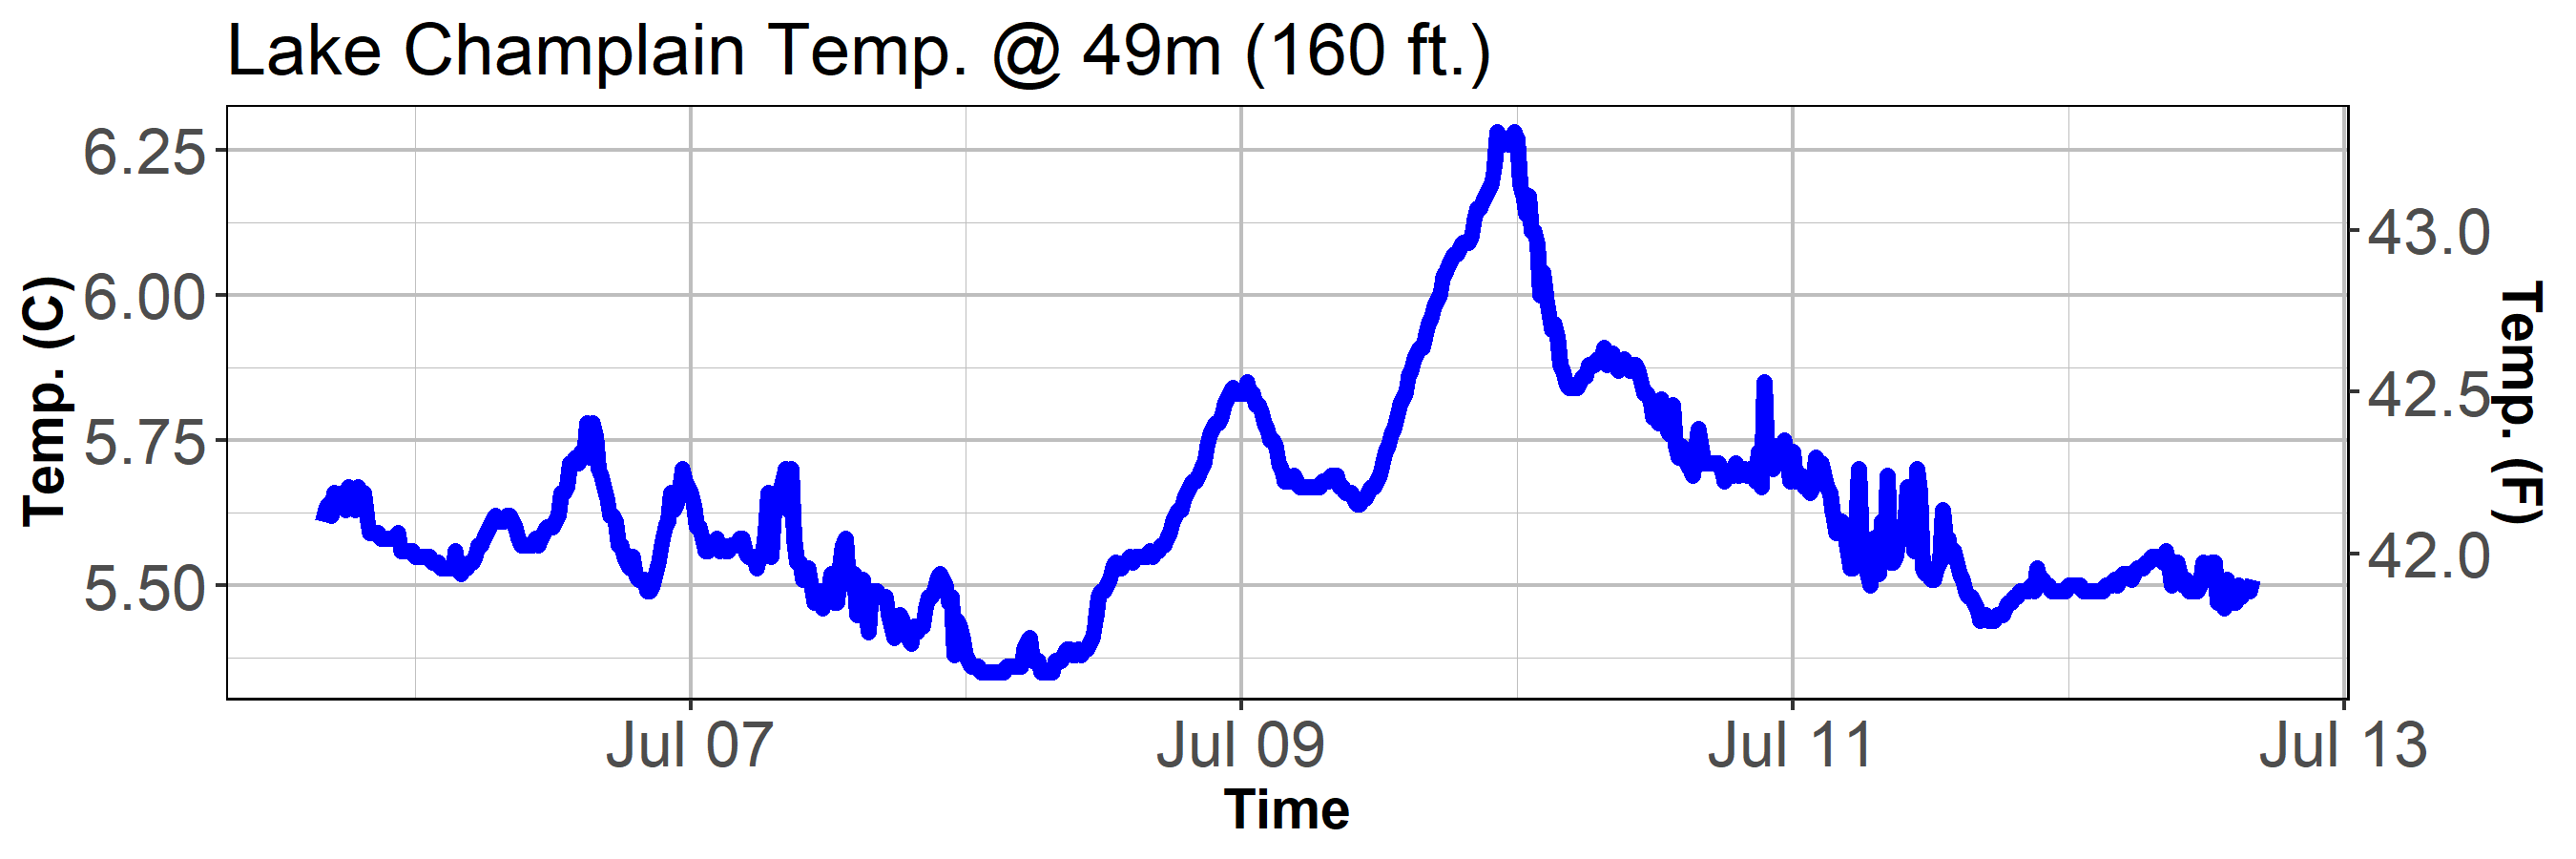 Lake Champlain Temp. @ 49m (160 ft.)
6.25
6.00
5.75
5.50
Temp. (C)
43.0
42.5
42.0
Temp. (F)
Jul 07 Jul 09 Jul 11 Jul 13
Time